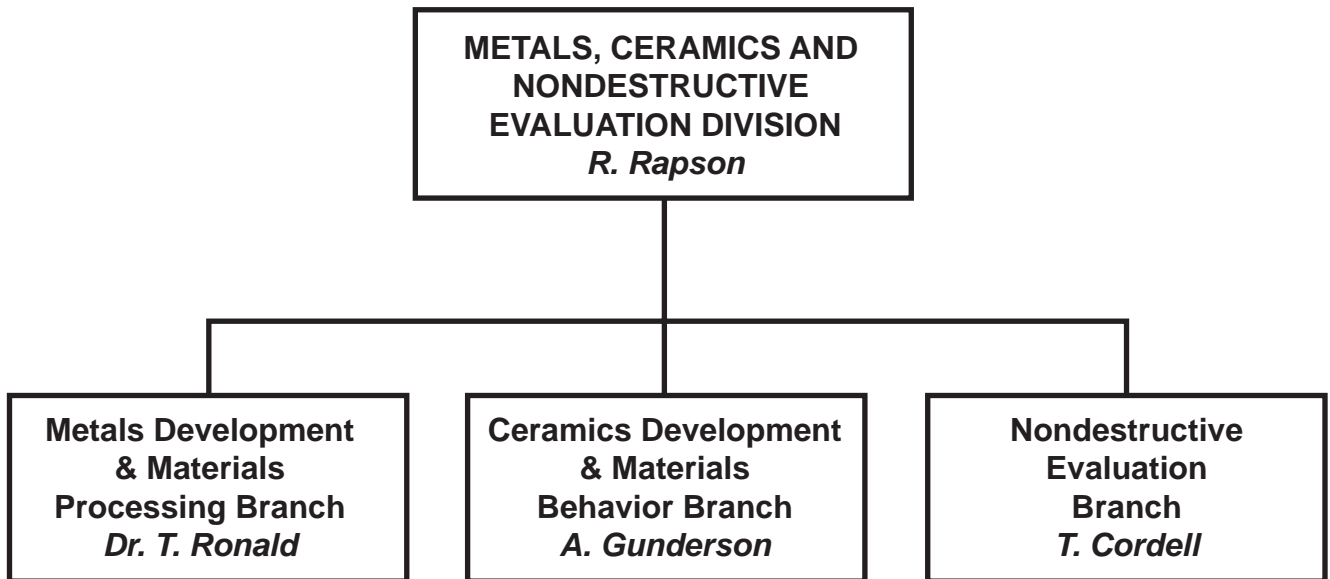 METALS, CERAMICS AND
NONDESTRUCTIVE
EVALUATION DIVISION
R. Rapson
Metals Development
& Materials
Processing Branch
Dr. T. Ronald
Ceramics Development
& Materials
Behavior Branch
A. Gunderson
Nondestructive
Evaluation
Branch
T. Cordell